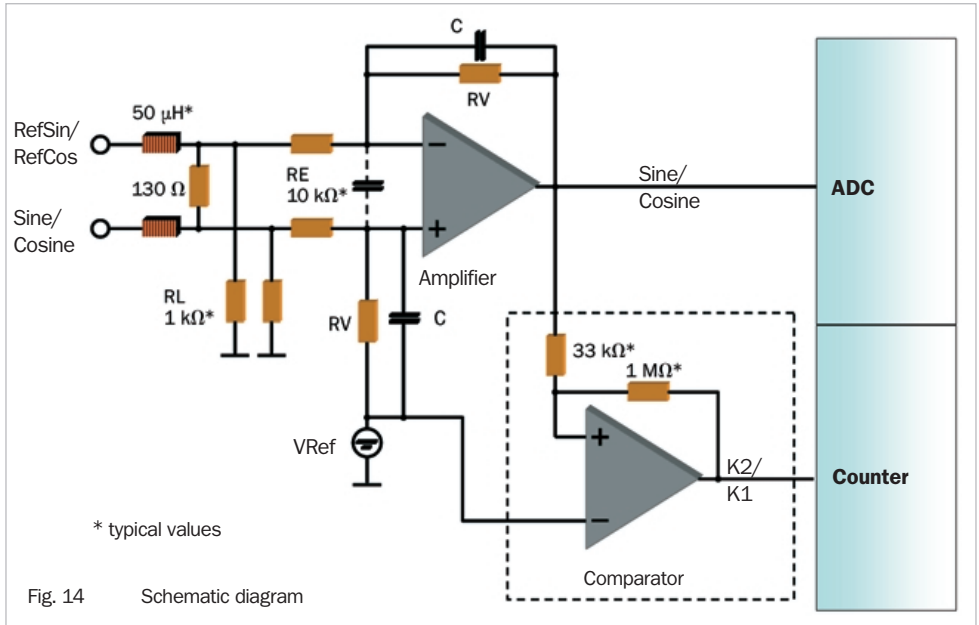 C
RV
50 μH*
RefSin/
RefCos
130 Ω
RE
10 kΩ*
Sine/
Cosine
Sine/
Cosine
ADC
Amplifier
RL
1 kΩ*
RV
C
33 kΩ*
1 MΩ*
VRef
K2/
K1
Counter
* typical values
Comparator
Fig. 14 Schematic diagram